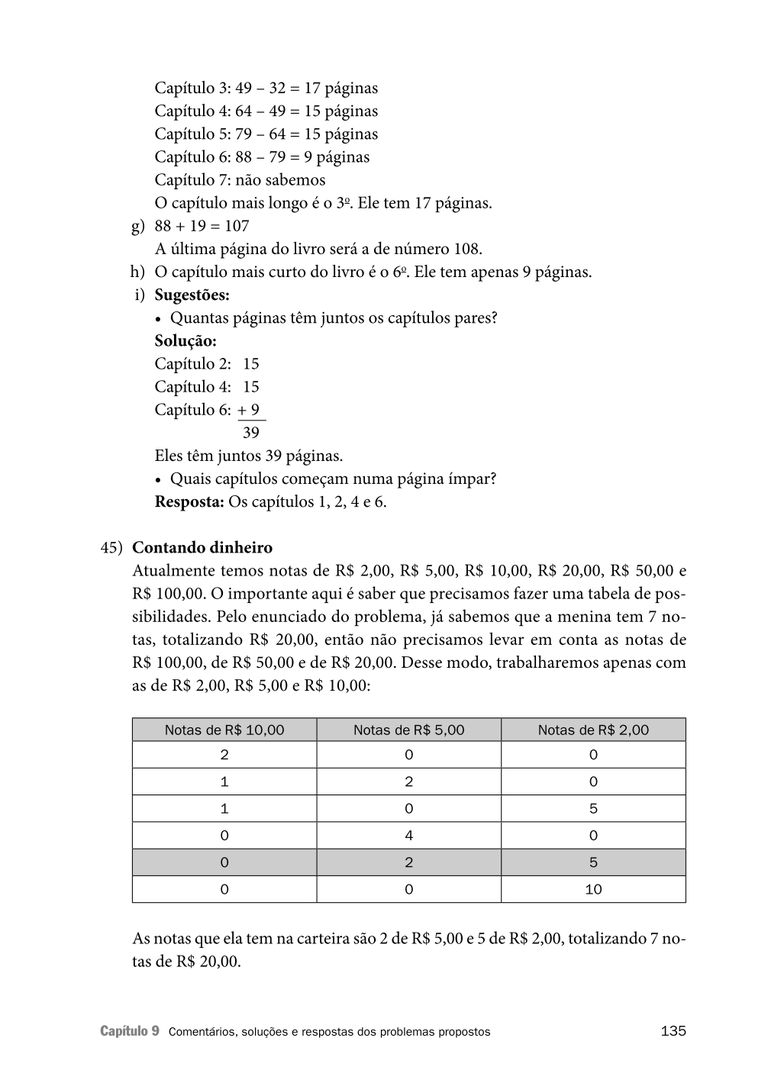 Capítulo 3: 49 – 32 = 17 páginas
Capítulo 4: 64 – 49 = 15 páginas
Capítulo 5: 79 – 64 = 15 páginas
Capítulo 6: 88 – 79 = 9 páginas
Capítulo 7: não sabemos
O capítulo mais longo é o 3º. Ele tem 17 páginas.
g) 88 + 19 = 107
A última página do livro será a de número 108.
h) O capítulo mais curto do livro é o 6º. Ele tem apenas 9 páginas.
i) Sugestões:
• Quantas páginas têm juntos os capítulos pares?
Solução:
Capítulo 2: 15
Capítulo 4: 15
Capítulo 6: + 9
39
Eles têm juntos 39 páginas.
• Quais capítulos começam numa página ímpar?
Resposta: Os capítulos 1, 2, 4 e 6.
45) Contando dinheiro
Atualmente temos notas de R$ 2,00, R$ 5,00, R$ 10,00, R$ 20,00, R$ 50,00 e
R$ 100,00. O importante aqui é saber que precisamos fazer uma tabela de pos-
sibilidades. Pelo enunciado do problema, já sabemos que a menina tem 7 no-
tas, totalizando R$ 20,00, então não precisamos levar em conta as notas de
R$ 100,00, de R$ 50,00 e de R$ 20,00. Desse modo, trabalharemos apenas com
as de R$ 2,00, R$ 5,00 e R$ 10,00:
Notas de R$ 10,00 Notas de R$ 5,00 Notas de R$ 2,00
2 0 0
1 2 0
1 0 5
0 4 0
0 2 5
0 0 10
As notas que ela tem na carteira são 2 de R$ 5,00 e 5 de R$ 2,00, totalizando 7 no-
tas de R$ 20,00.
Capítulo 9 Comentários, soluções e respostas dos problemas propostos 135